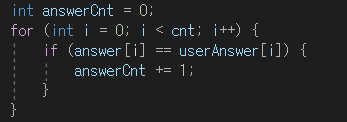 int answerCnt = 0;
for (int i = 0; i < cnt; i++) {
    if (answer[i] == userAnswer[i]) {
        answerCnt += 1;
    }
}